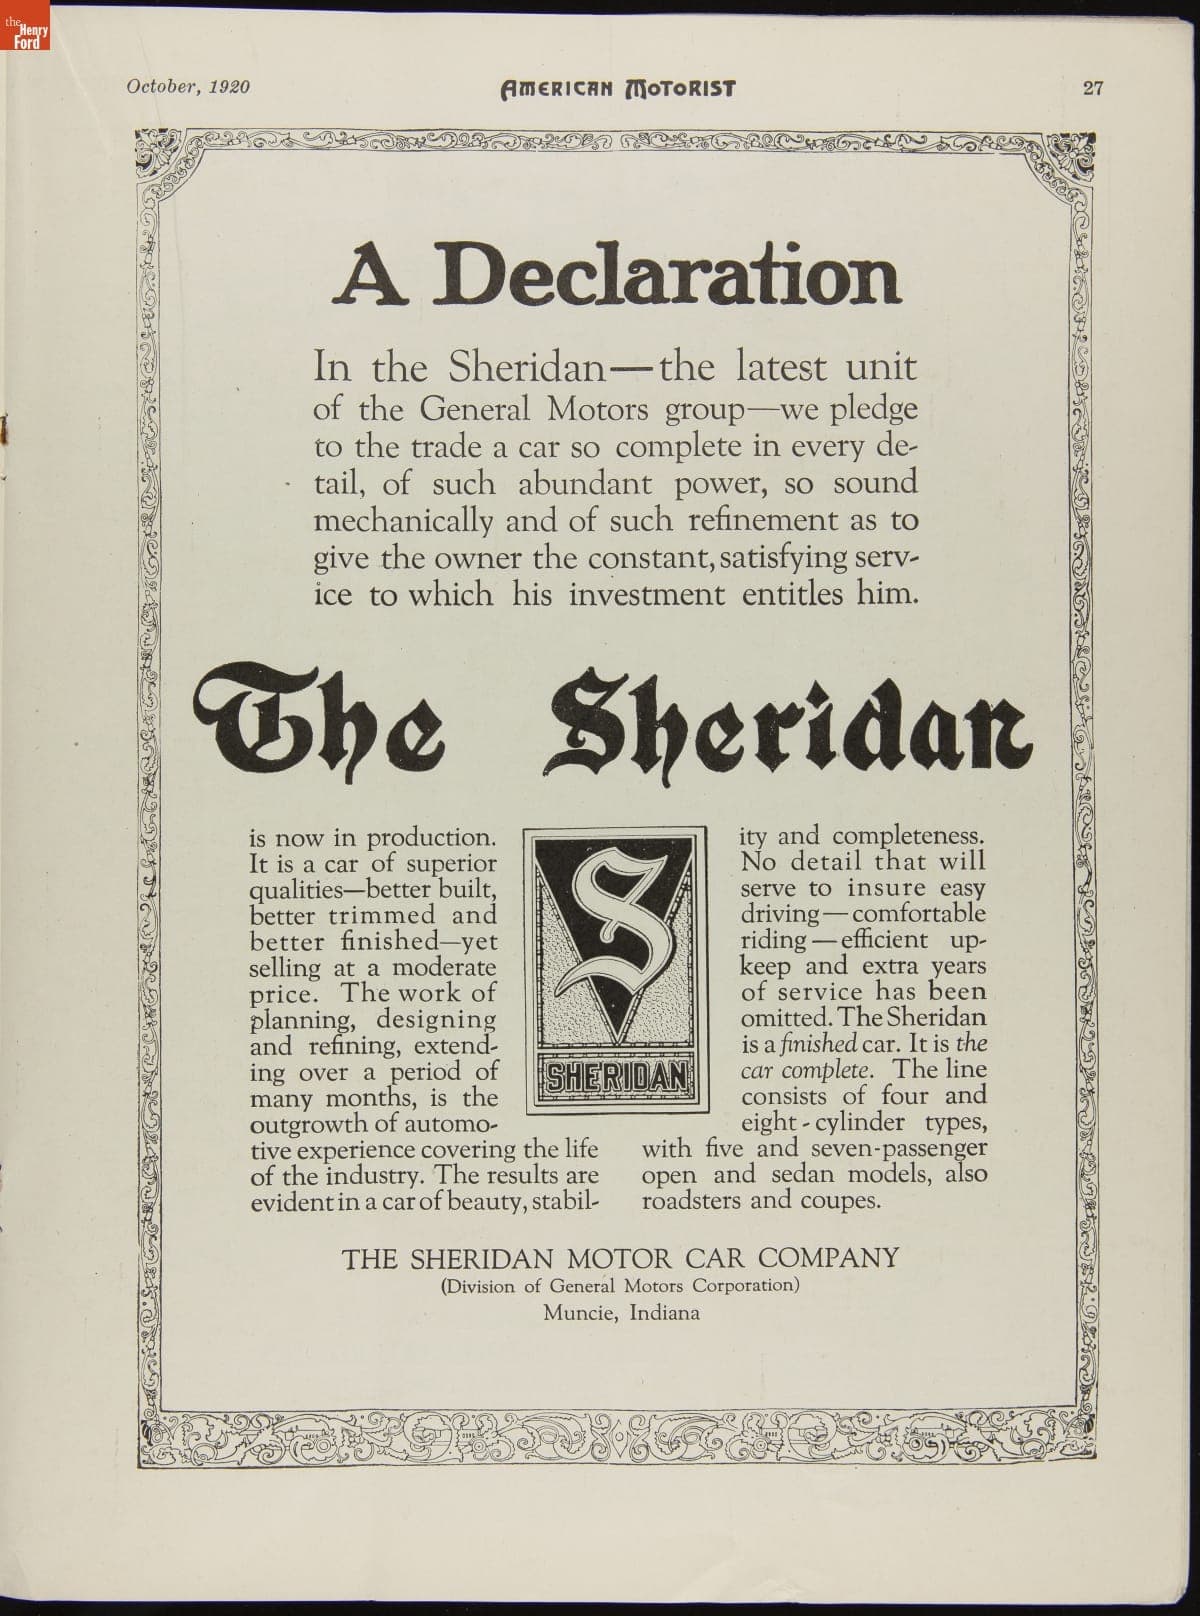 the
Henry
Ford
October, 1920
AMERICAN MOTORIST
27
A Declaration
In the Sheridan—the latest unit
of the General Motors group—we pledge
to the trade a car so complete in every de-
tail, of such abundant power, so sound
mechanically and of such refinement as to
give the owner the constant, satisfying serv-
ice to which his investment entitles him.
The Sheridan
is now in production.
It is a car of superior
qualities—better built,
better trimmed and
better finished—yet
selling at a moderate
price. The work of
planning, designing
and refining, extend-
ing over a period of
many months, is the
outgrowth of automo-
tive experience covering the life
of the industry. The results are
evident in a car of beauty, stabil-
S
SHERIDAN
ity and completeness.
No detail that will
serve to insure easy
driving—comfortable
riding—efficient up-
keep and extra years
of service has been
omitted. The Sheridan
is a finished car. It is the
car complete. The line
consists of four and
eight-cylinder types,
with five and seven-passenger
open and sedan models, also
roadsters and coupes.
THE SHERIDAN MOTOR CAR COMPANY
(Division of General Motors Corporation)
Muncie, Indiana